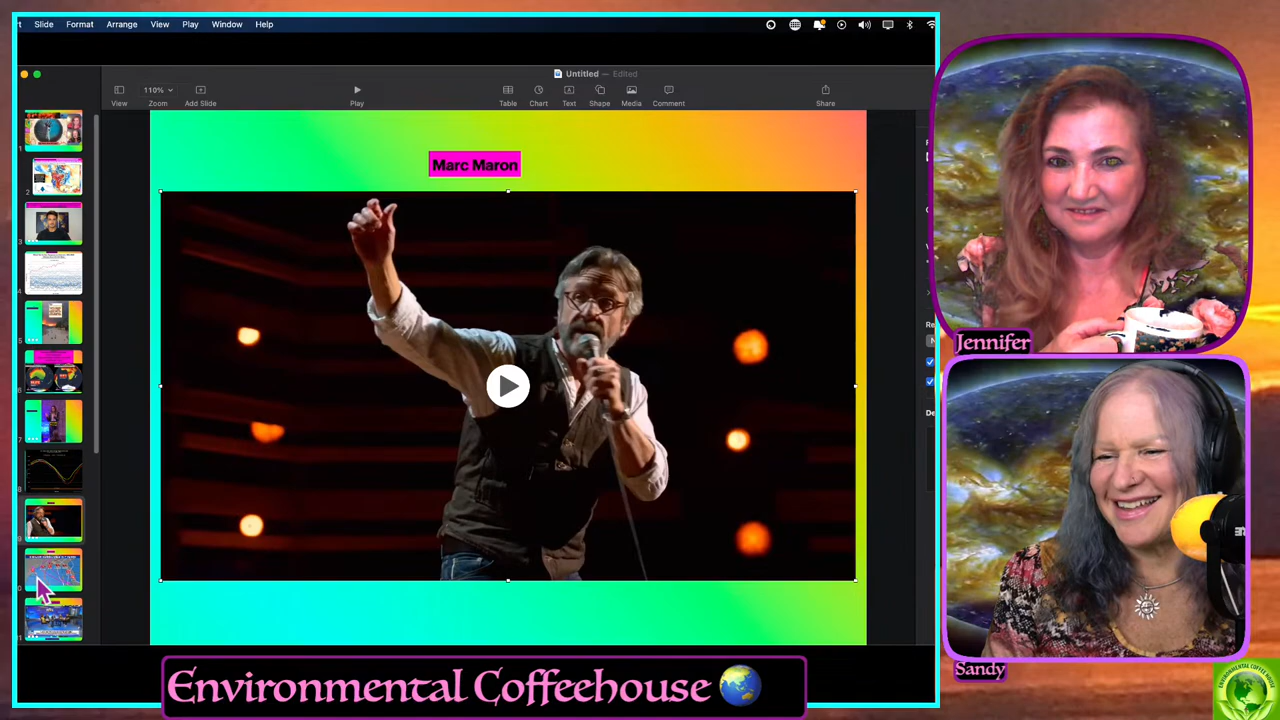 Slide Format Arrange View Play Window Help
Untitled — Edited
110%
View Zoom Add Slide Play Table Chart Text Shape Media Comment Share
Marc Maron
Jennifer
Sandy
Environmental Coffeehouse